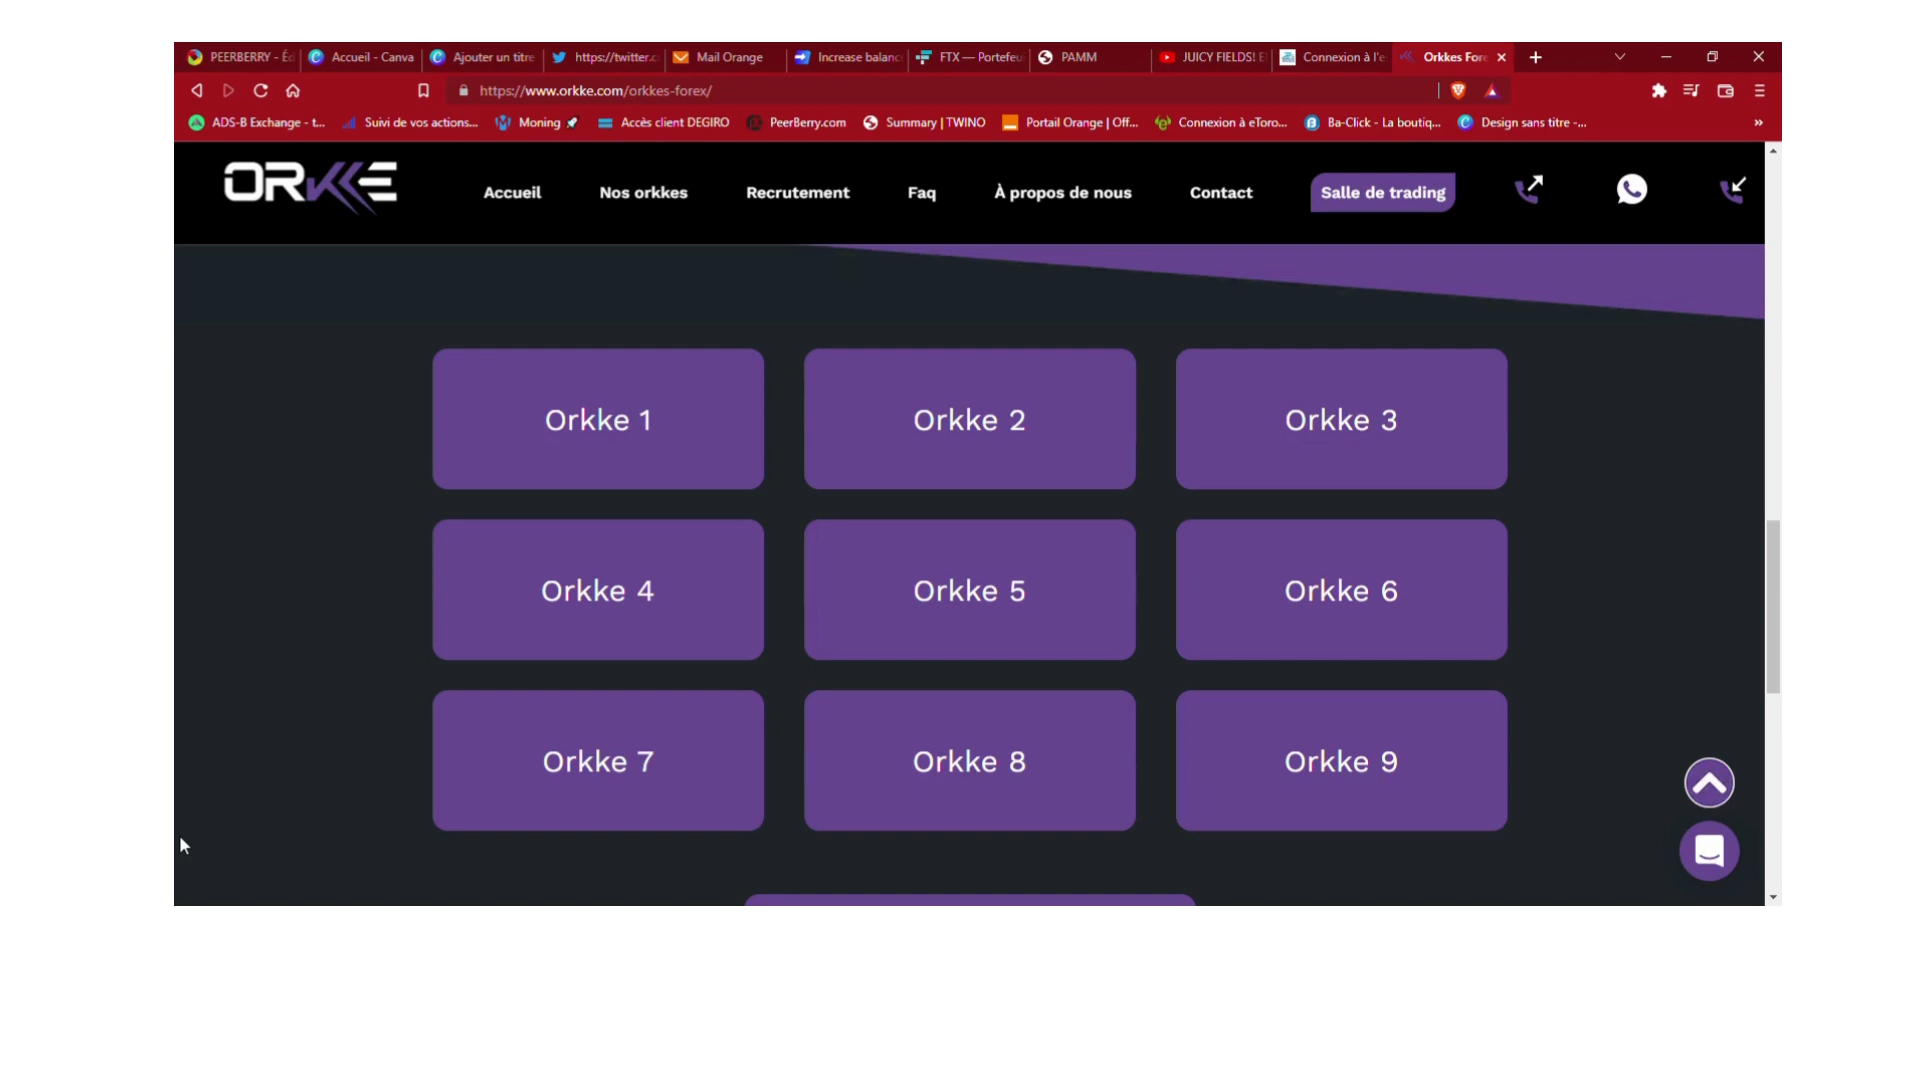 PEERBERRY - Éd
Accueil - Canva
Ajouter un titre
https://twitter.c
Mail Orange
Increase balanc
FTX — Portefeu
PAMM
JUICY FIELDS! E
Connexion à l'e
Orkkes Fore
https://www.orkke.com/orkkes-forex/
ADS-B Exchange - t...
Suivi de vos actions...
Moning
Accès client DEGIRO
PeerBerry.com
Summary | TWINO
Portail Orange | Off...
Connexion à eToro...
Ba-Click - La boutiq...
Design sans titre -...
ORKKE
Accueil
Nos orkkes
Recrutement
Faq
À propos de nous
Contact
Salle de trading
Orkke 1
Orkke 2
Orkke 3
Orkke 4
Orkke 5
Orkke 6
Orkke 7
Orkke 8
Orkke 9